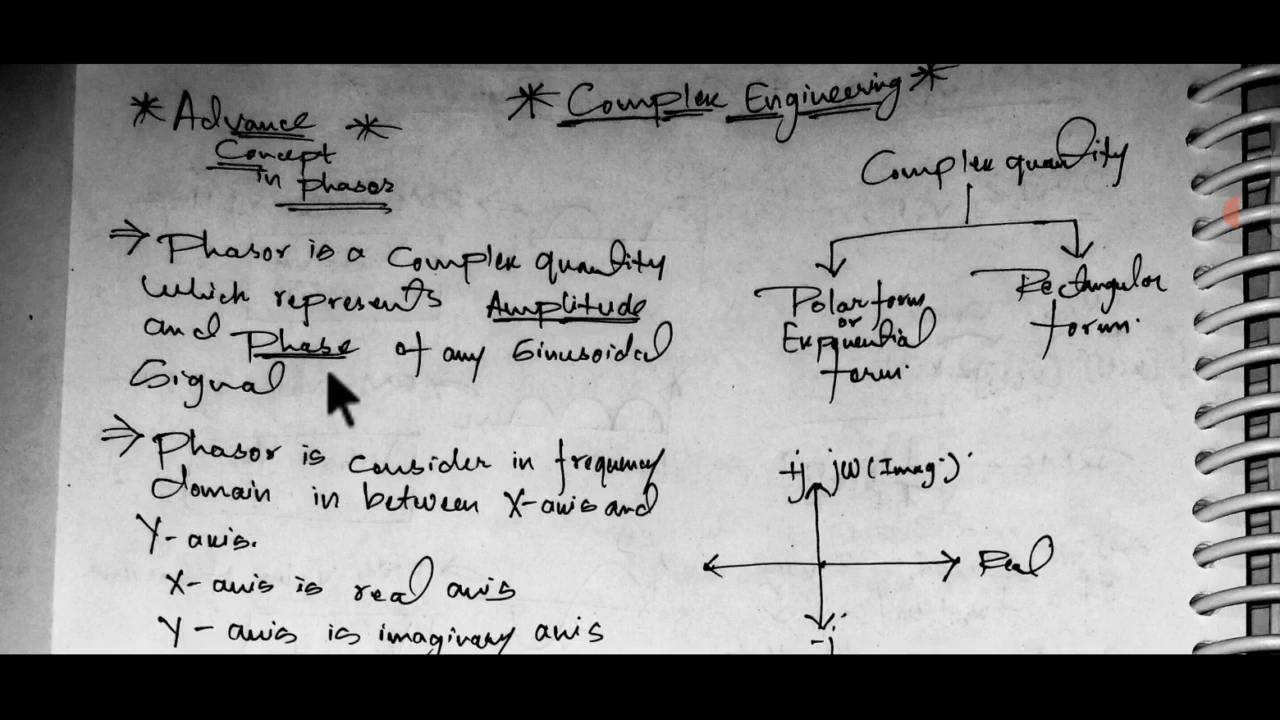 * Complex Engineering *
* Advance *
Concept
in phasor
⇒ Phasor is a Complex quantity
which represents Amplitude
and Phase of any Sinusoidal
Signal
⇒ Phasor is consider in frequency
domain in between X-axis and
Y-axis.
X-axis is real axis
Y-axis is imaginary axis
Complex quantity
Polar form
or
Exponential
form.
Rectangular
form.
+j jω (Imag.)
Real
-j